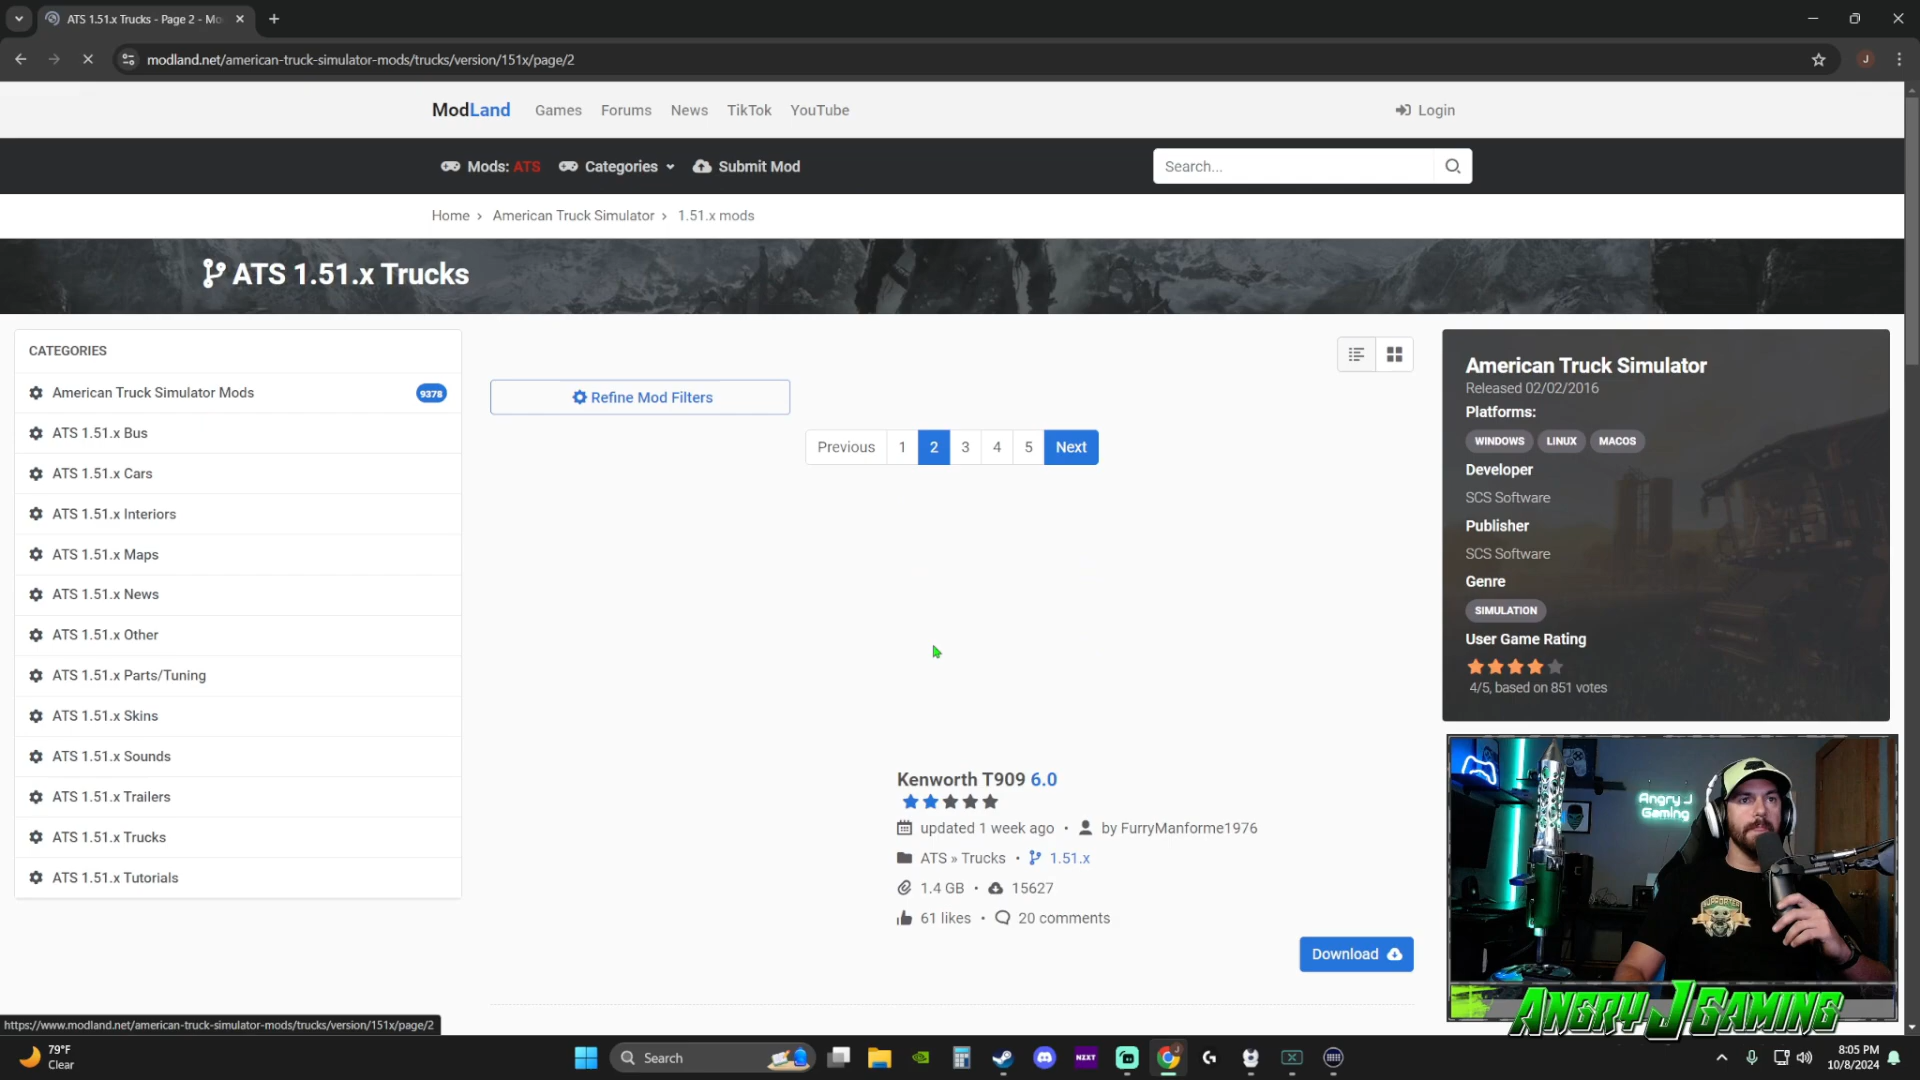 ATS 1.51.x Trucks - Page 2 - Mo
modland.net/american-truck-simulator-mods/trucks/version/151x/page/2
J
ModLand
Games
Forums
News
TikTok
YouTube
Login
Mods: ATS
Categories
Submit Mod
Search...
Home › American Truck Simulator › 1.51.x mods
ATS 1.51.x Trucks
CATEGORIES
American Truck Simulator Mods 9378
ATS 1.51.x Bus
ATS 1.51.x Cars
ATS 1.51.x Interiors
ATS 1.51.x Maps
ATS 1.51.x News
ATS 1.51.x Other
ATS 1.51.x Parts/Tuning
ATS 1.51.x Skins
ATS 1.51.x Sounds
ATS 1.51.x Trailers
ATS 1.51.x Trucks
ATS 1.51.x Tutorials
Refine Mod Filters
Previous 1 2 3 4 5 Next
Kenworth T909 6.0
updated 1 week ago • by FurryManforme1976
ATS » Trucks • 1.51.x
1.4 GB • 15627
61 likes • 20 comments
Download
American Truck Simulator
Released 02/02/2016
Platforms:
WINDOWS LINUX MACOS
Developer
SCS Software
Publisher
SCS Software
Genre
SIMULATION
User Game Rating
4/5, based on 851 votes
Angry J
Gaming
ANGRY J GAMING
https://www.modland.net/american-truck-simulator-mods/trucks/version/151x/page/2
79°F
Clear
Search
NEXT
8:05 PM
10/8/2024